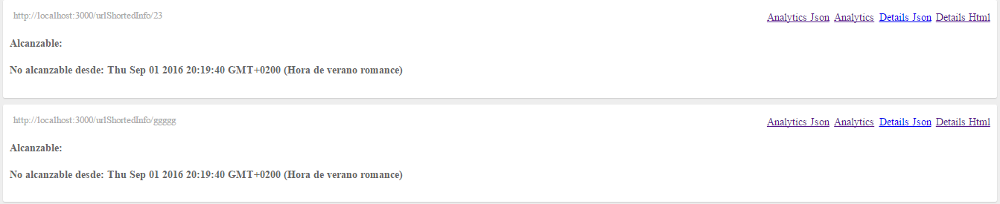 http://localhost:3000/urlShortedInfo/23 Analytics Json Analytics Details Json Details Html
Alcanzable:
No alcanzable desde: Thu Sep 01 2016 20:19:40 GMT+0200 (Hora de verano romance)
http://localhost:3000/urlShortedInfo/ggggg Analytics Json Analytics Details Json Details Html
Alcanzable:
No alcanzable desde: Thu Sep 01 2016 20:19:40 GMT+0200 (Hora de verano romance)